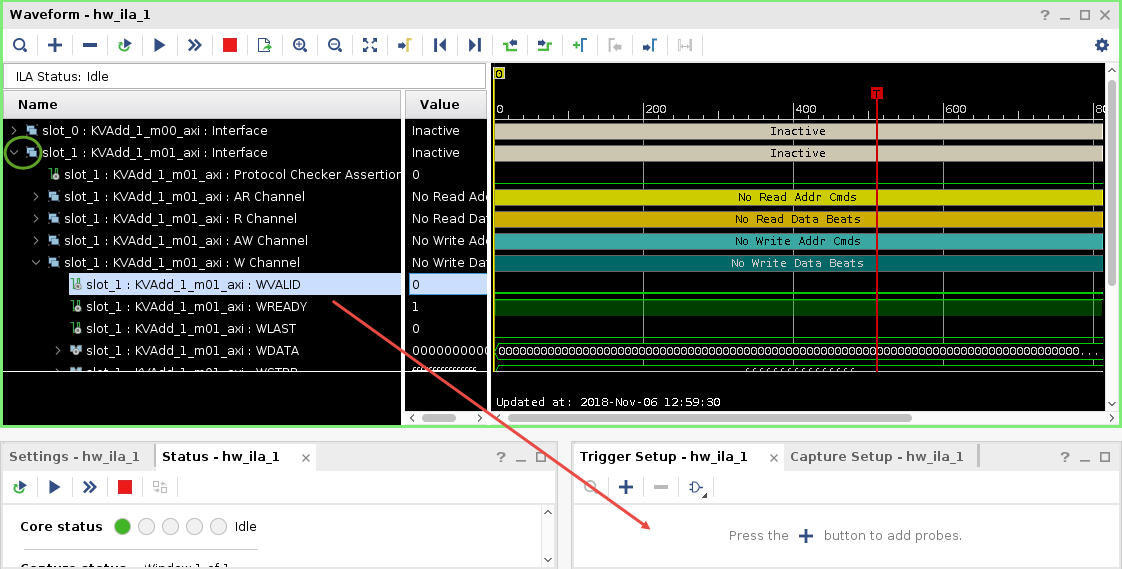 Waveform - hw_ila_1
?
ILA Status: Idle
Name
Value
0
0 200 400 T 600 80
slot_0 : KVAdd_1_m00_axi : Interface Inactive Inactive
slot_1 : KVAdd_1_m01_axi : Interface Inactive Inactive
slot_1 : KVAdd_1_m01_axi : Protocol Checker Assertion 0
slot_1 : KVAdd_1_m01_axi : AR Channel No Read Ad No Read Addr Cmds
slot_1 : KVAdd_1_m01_axi : R Channel No Read Dat No Read Data Beats
slot_1 : KVAdd_1_m01_axi : AW Channel No Write Ad No Write Addr Cmds
slot_1 : KVAdd_1_m01_axi : W Channel No Write Dat No Write Data Beats
slot_1 : KVAdd_1_m01_axi : WVALID 0
slot_1 : KVAdd_1_m01_axi : WREADY 1
slot_1 : KVAdd_1_m01_axi : WLAST 0
slot_1 : KVAdd_1_m01_axi : WDATA
Updated at: 2018-Nov-06 12:59:30
Settings - hw_ila_1 Status - hw_ila_1 ?
Core status Idle
Trigger Setup - hw_ila_1 Capture Setup - hw_ila_1 ?
Press the + button to add probes.